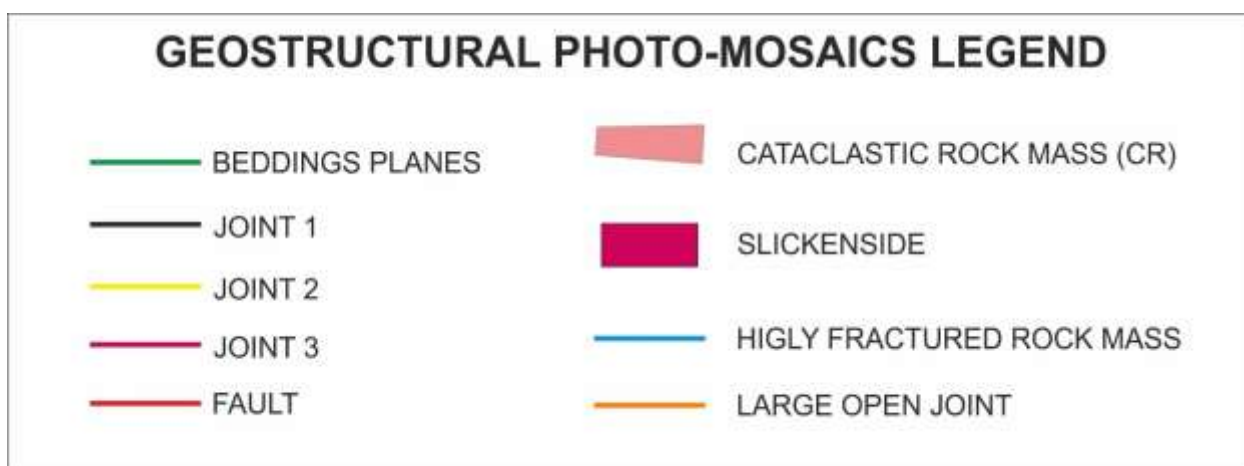 GEOSTRUCTURAL PHOTO-MOSAICS LEGEND
BEDDINGS PLANES
JOINT 1
JOINT 2
JOINT 3
FAULT
CATACLASTIC ROCK MASS (CR)
SLICKENSIDE
HIGLY FRACTURED ROCK MASS
LARGE OPEN JOINT